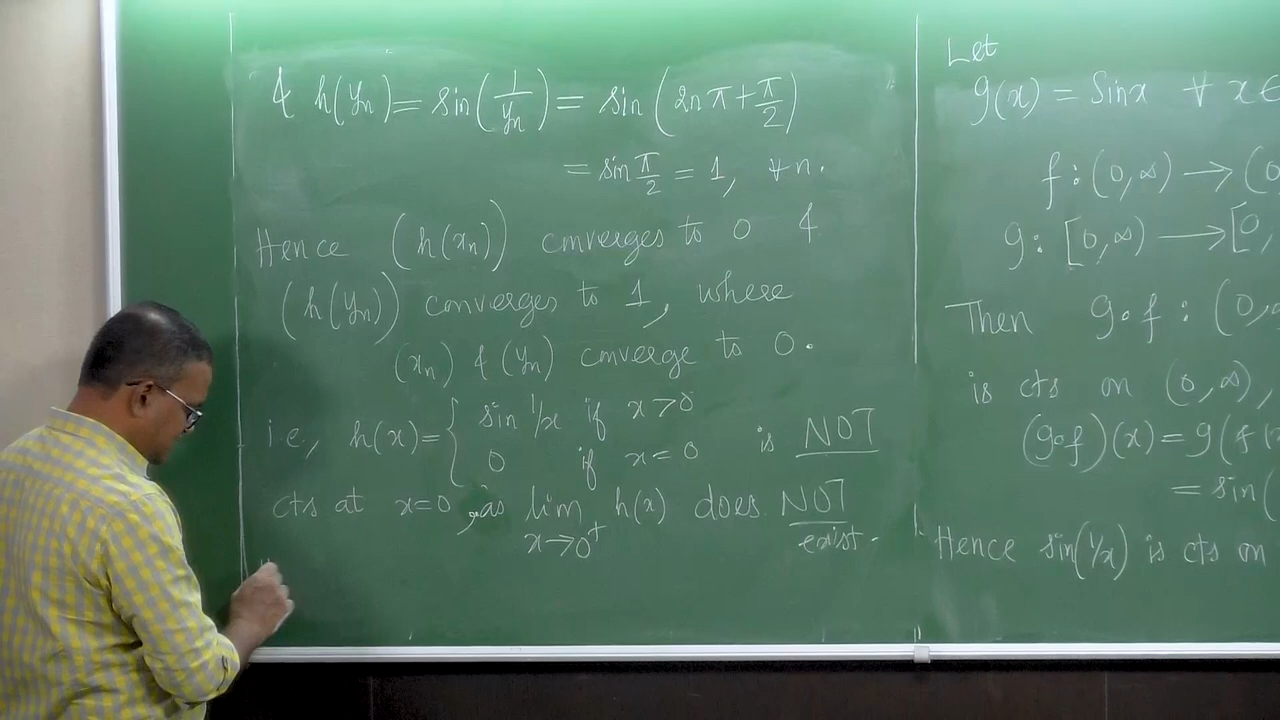 & h(yₙ) = sin(1/yₙ) = sin(2nπ + π/2)
= sin π/2 = 1, ∀ n.
Hence (h(xₙ)) converges to 0 &
(h(yₙ)) converges to 1, where
(xₙ) & (yₙ) converge to 0.
i.e., h(x) = { sin 1/x if x > 0
0 if x = 0 is NOT
cts at x=0, as lim h(x) does NOT
x→0⁺ exist.
Let
g(x) = Sin x ∀ x ∈
f : (0, ∞) → (0
g : [0, ∞) → [0,
Then g∘f : (0,
is cts on (0, ∞),
(g∘f)(x) = g(f(
= sin(
Hence sin(1/x) is cts on